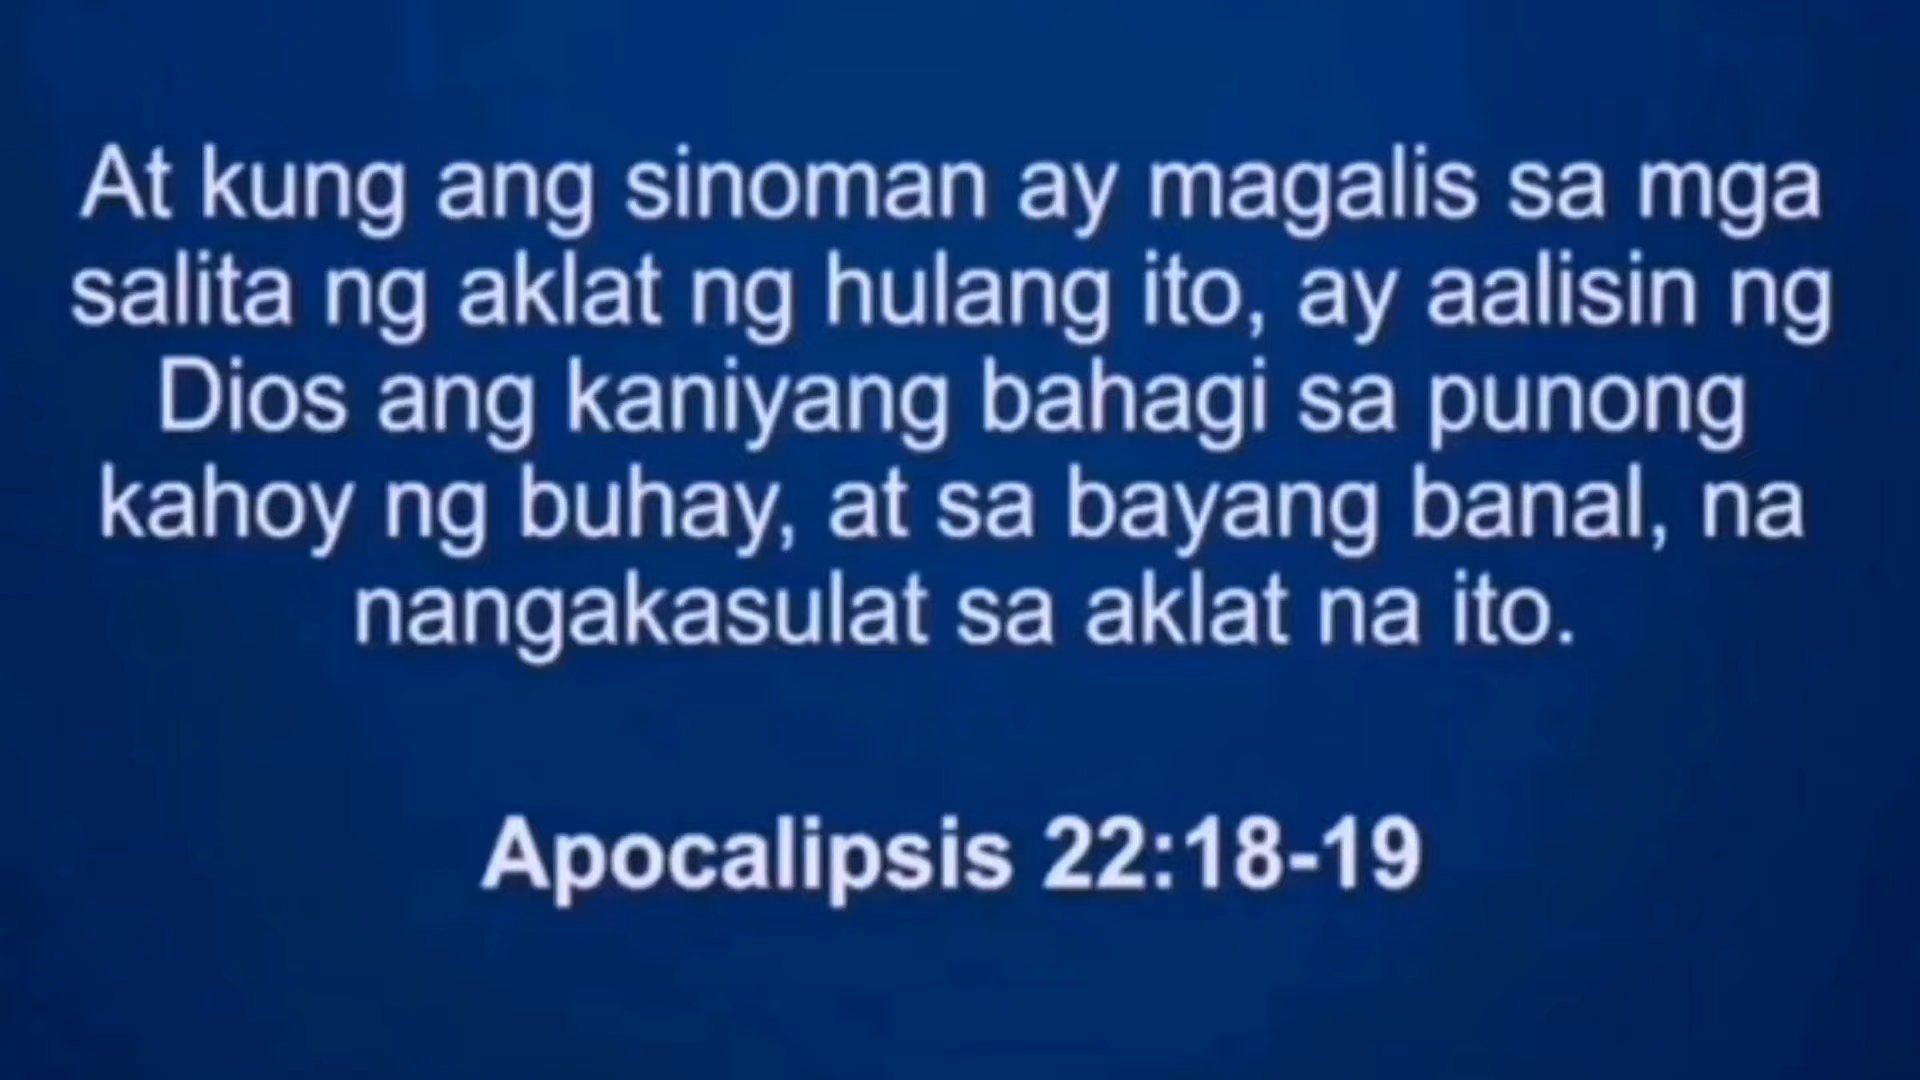 At kung ang sinoman ay magalis sa mga
salita ng aklat ng hulang ito, ay aalisin ng
Dios ang kaniyang bahagi sa punong
kahoy ng buhay, at sa bayang banal, na
nangakasulat sa aklat na ito.
Apocalipsis 22:18-19